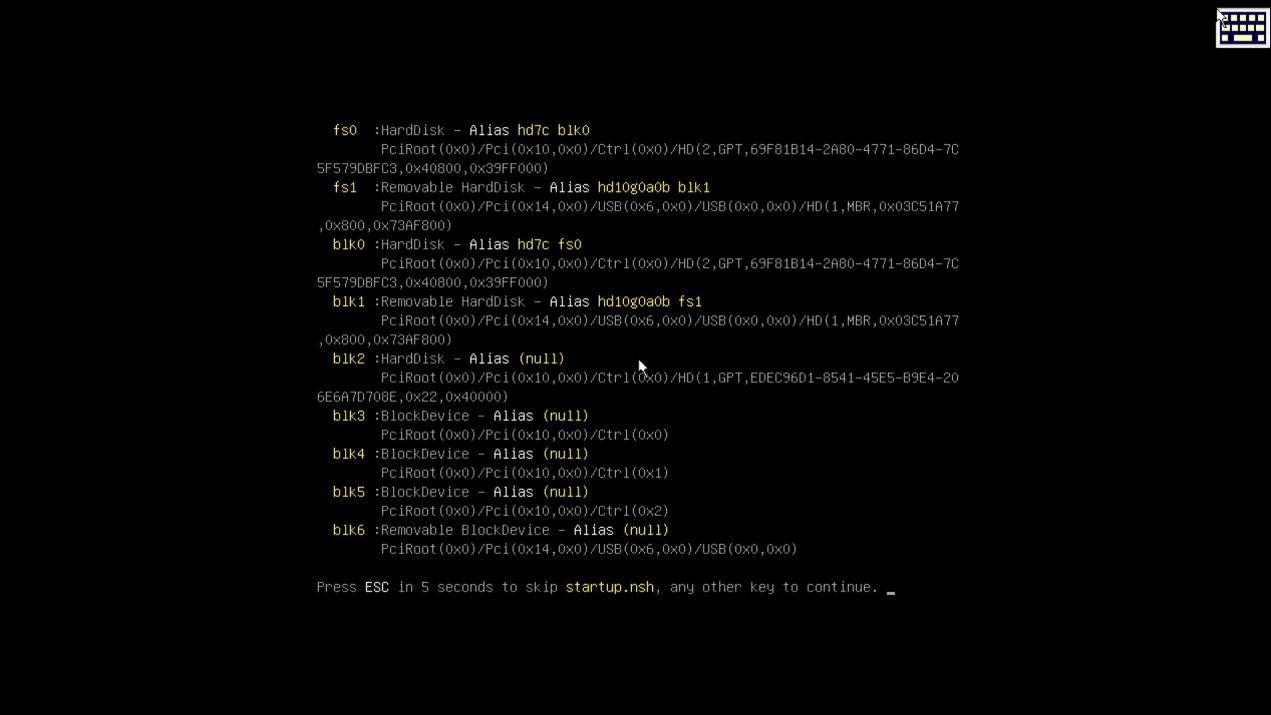 fs0 :HardDisk - Alias hd7c blk0
PciRoot(0x0)/Pci(0x10,0x0)/Ctrl(0x0)/HD(2,GPT,69F81B14-2A80-4771-86D4-7C
5F579DBFC3,0x40800,0x39FF000)
fs1 :Removable HardDisk - Alias hd10g0a0b blk1
PciRoot(0x0)/Pci(0x14,0x0)/USB(0x6,0x0)/USB(0x0,0x0)/HD(1,MBR,0x03C51A77
,0x800,0x73AF800)
blk0 :HardDisk - Alias hd7c fs0
PciRoot(0x0)/Pci(0x10,0x0)/Ctrl(0x0)/HD(2,GPT,69F81B14-2A80-4771-86D4-7C
5F579DBFC3,0x40800,0x39FF000)
blk1 :Removable HardDisk - Alias hd10g0a0b fs1
PciRoot(0x0)/Pci(0x14,0x0)/USB(0x6,0x0)/USB(0x0,0x0)/HD(1,MBR,0x03C51A77
,0x800,0x73AF800)
blk2 :HardDisk - Alias (null)
PciRoot(0x0)/Pci(0x10,0x0)/Ctrl(0x0)/HD(1,GPT,EDEC96D1-8541-45E5-B9E4-20
6E6A7D708E,0x22,0x40000)
blk3 :BlockDevice - Alias (null)
PciRoot(0x0)/Pci(0x10,0x0)/Ctrl(0x0)
blk4 :BlockDevice - Alias (null)
PciRoot(0x0)/Pci(0x10,0x0)/Ctrl(0x1)
blk5 :BlockDevice - Alias (null)
PciRoot(0x0)/Pci(0x10,0x0)/Ctrl(0x2)
blk6 :Removable BlockDevice - Alias (null)
PciRoot(0x0)/Pci(0x14,0x0)/USB(0x6,0x0)/USB(0x0,0x0)
Press ESC in 5 seconds to skip startup.nsh, any other key to continue. _